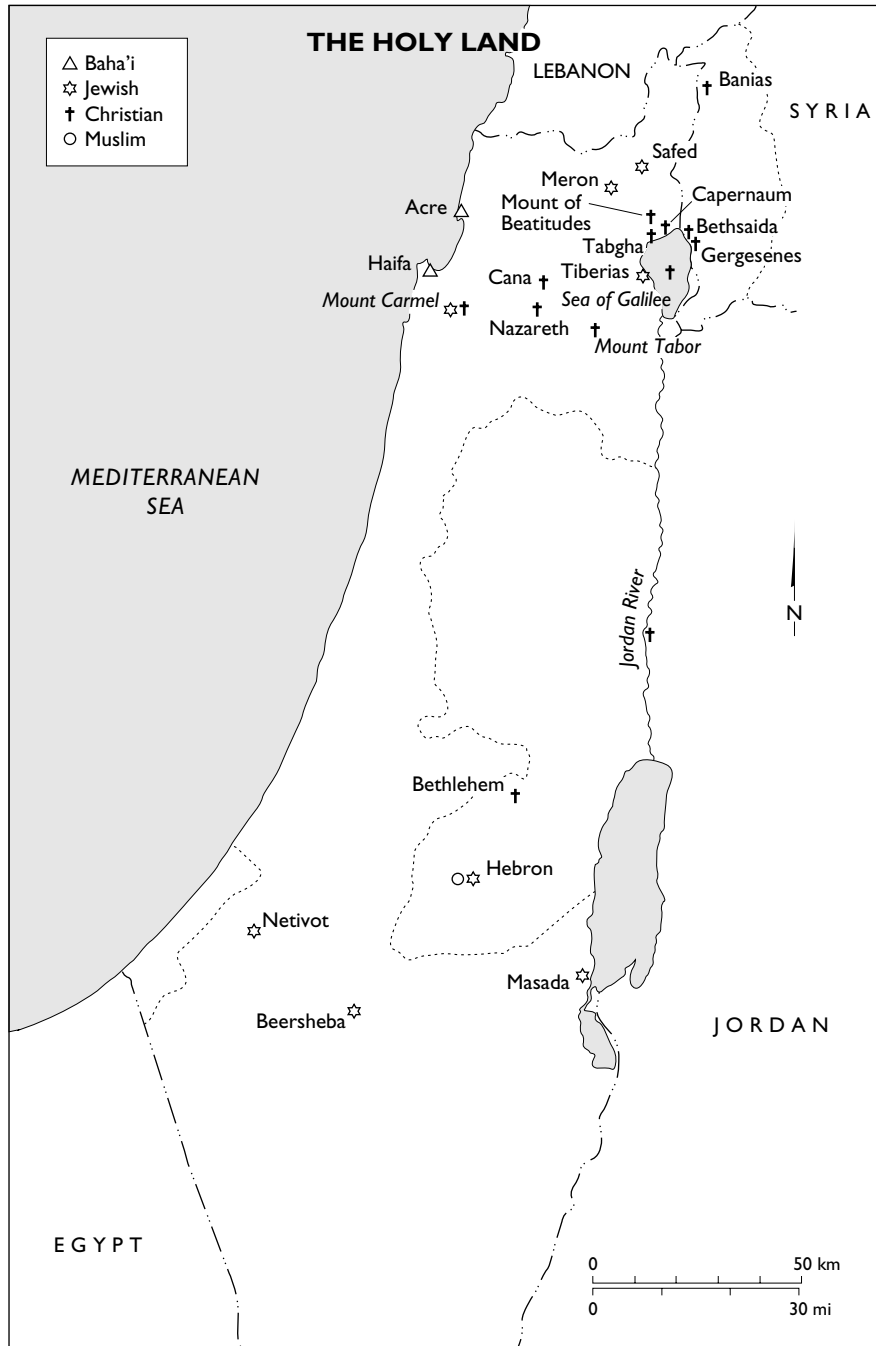 THE HOLY LAND
Baha'i
Jewish
Christian
Muslim
LEBANON
Banias
SYRIA
Safed
Meron
Capernaum
Mount of
Beatitudes
Acre
Bethsaida
Tabgha
Gergesenes
Haifa
Cana
Tiberias
Mount Carmel
Sea of Galilee
Nazareth
Mount Tabor
MEDITERRANEAN
SEA
Jordan River
N
Bethlehem
Hebron
Netivot
Masada
Beersheba
JORDAN
EGYPT
0 50 km
0 30 mi